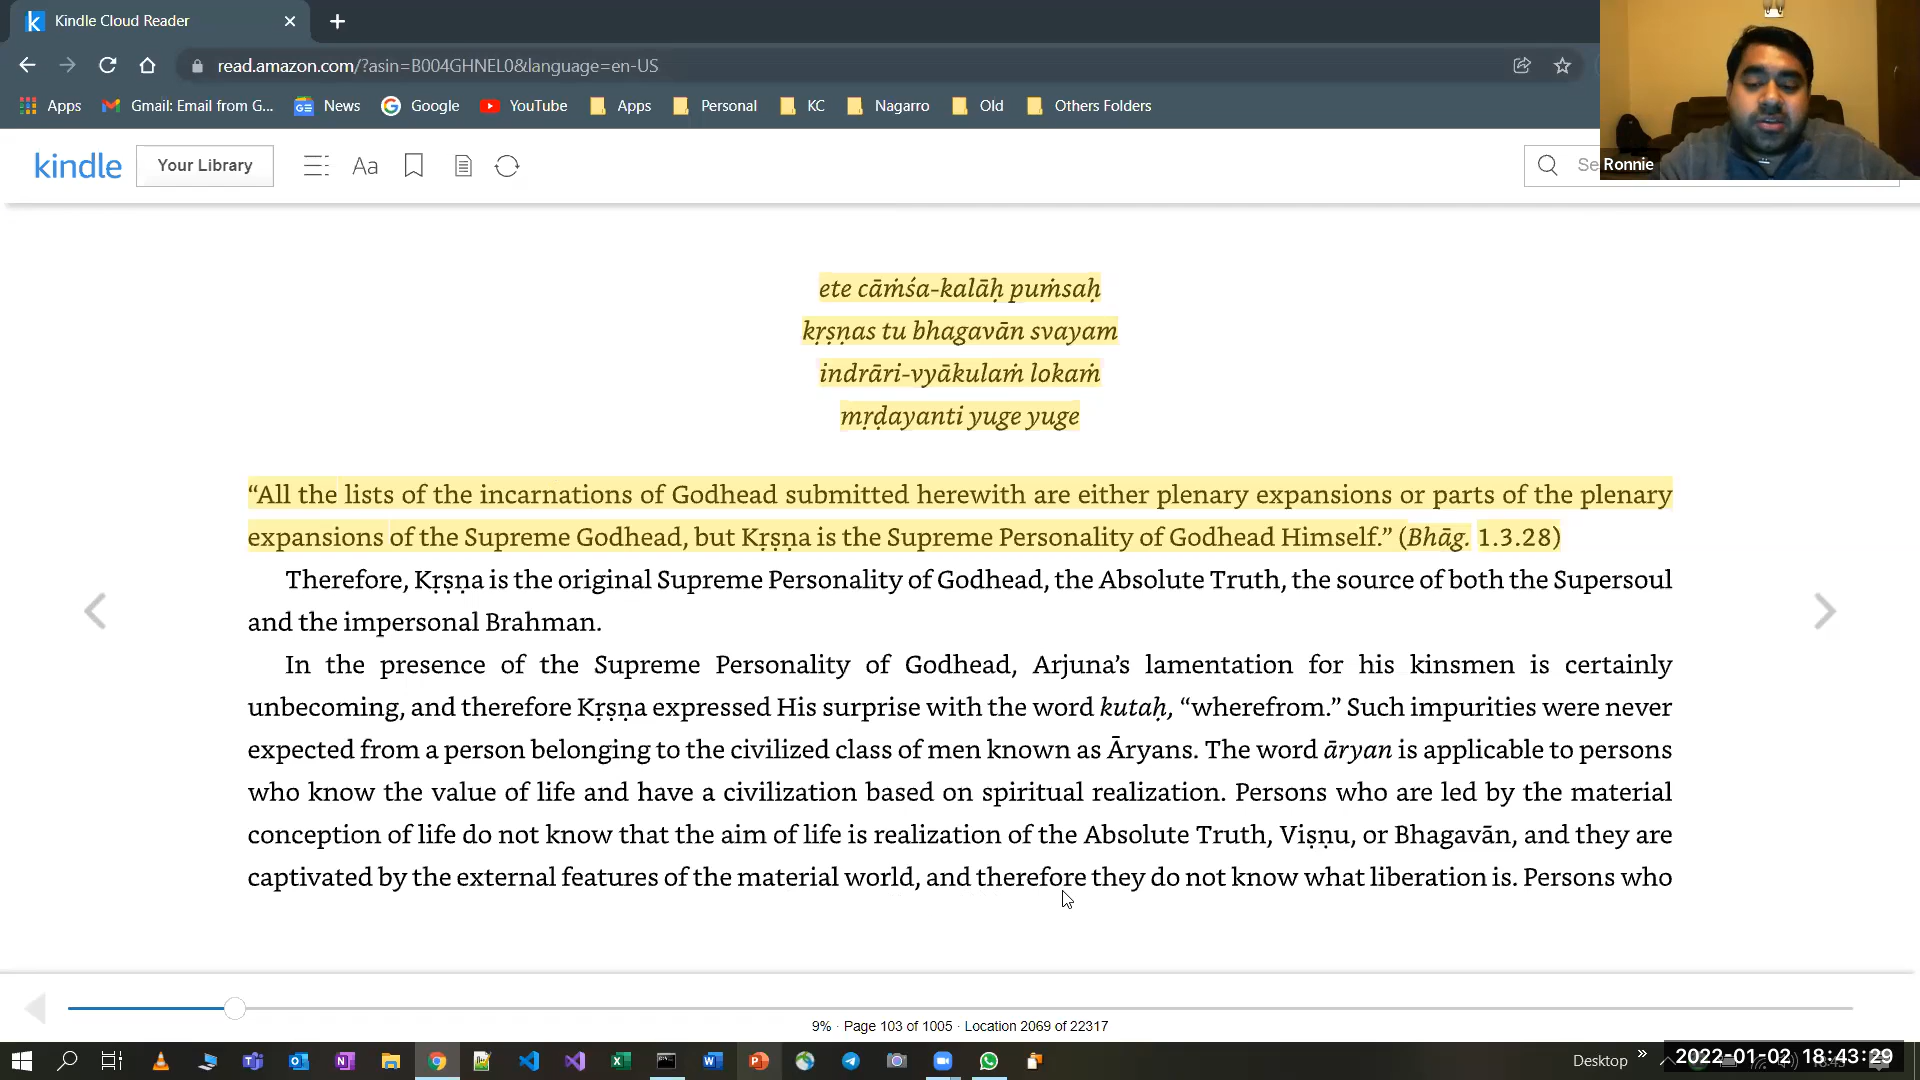 Kindle Cloud Reader
read.amazon.com/?asin=B004GHNEL0&language=en-US
Apps Gmail: Email from G... News Google YouTube Apps Personal KC Nagarro Old Others Folders
kindle Your Library Aa Se Ronnie
ete cāṁśa-kalāḥ puṁsaḥ
kṛṣṇas tu bhagavān svayam
indrāri-vyākulaṁ lokaṁ
mṛḍayanti yuge yuge
“All the lists of the incarnations of Godhead submitted herewith are either plenary expansions or parts of the plenary
expansions of the Supreme Godhead, but Kṛṣṇa is the Supreme Personality of Godhead Himself.” (Bhāg. 1.3.28)
Therefore, Kṛṣṇa is the original Supreme Personality of Godhead, the Absolute Truth, the source of both the Supersoul
and the impersonal Brahman.
In the presence of the Supreme Personality of Godhead, Arjuna’s lamentation for his kinsmen is certainly
unbecoming, and therefore Kṛṣṇa expressed His surprise with the word kutaḥ, “wherefrom.” Such impurities were never
expected from a person belonging to the civilized class of men known as Āryans. The word āryan is applicable to persons
who know the value of life and have a civilization based on spiritual realization. Persons who are led by the material
conception of life do not know that the aim of life is realization of the Absolute Truth, Viṣṇu, or Bhagavān, and they are
captivated by the external features of the material world, and therefore they do not know what liberation is. Persons who
9% · Page 103 of 1005 · Location 2069 of 22317
Desktop 2022-01-02 18:43:29